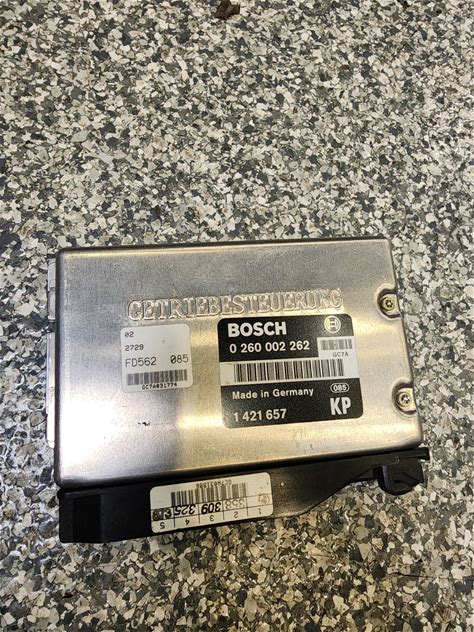 GETRIEBESTEUERUNG
02
2729
FD562 085
GC7A031774
BOSCH
0 260 002 262
GC7A
Made in Germany
085
1 421 657
KP
309 325
1 2 3 4 5